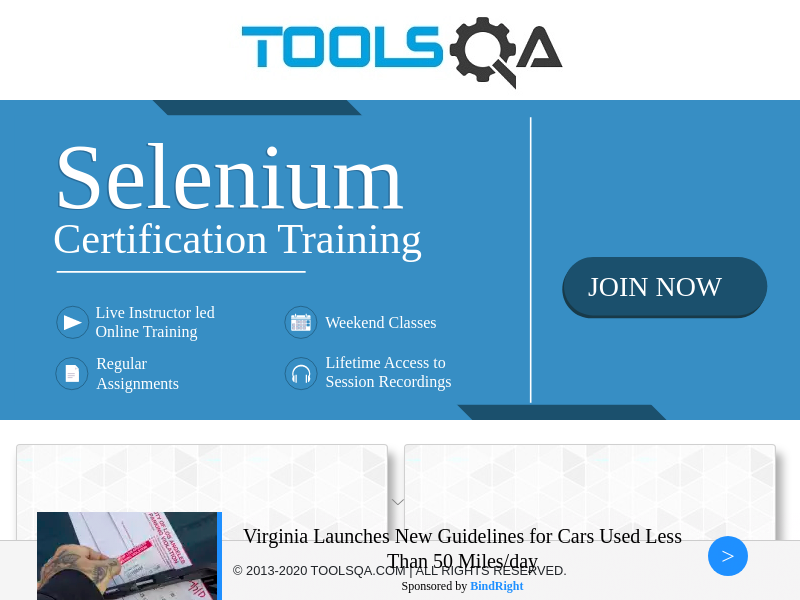 TOOLSQA
Selenium
Certification Training
JOIN NOW
Live Instructor led
Online Training
Weekend Classes
Regular
Assignments
Lifetime Access to
Session Recordings
Virginia Launches New Guidelines for Cars Used Less
Than 50 Miles/day
>
© 2013-2020 TOOLSQA.COM | ALL RIGHTS RESERVED.
Sponsored by BindRight